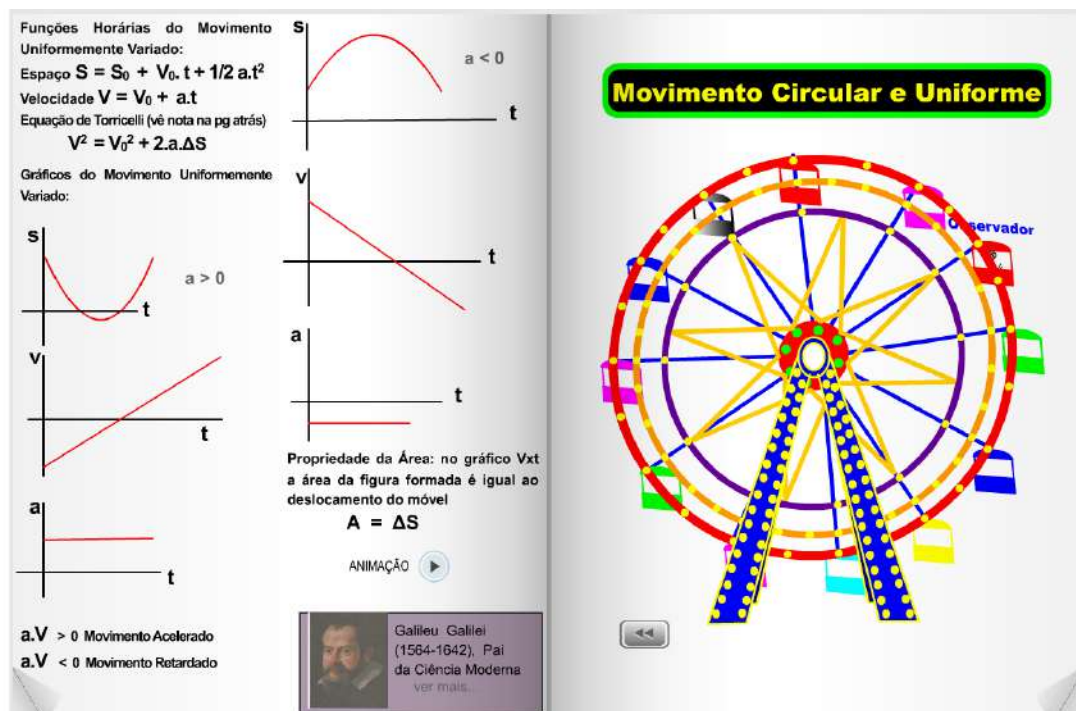 Funções Horárias do Movimento
Uniformemente Variado:
Espaço S = S₀ + V₀. t + 1/2 a.t²
Velocidade V = V₀ + a.t
Equação de Torricelli (vê nota na pg atrás)
V² = V₀² + 2.a.ΔS
Gráficos do Movimento Uniformemente
Variado:
s
a > 0
t
v
t
a
t
a.V > 0 Movimento Acelerado
a.V < 0 Movimento Retardado
s
a < 0
t
v
t
a
t
Propriedade da Área: no gráfico Vxt
a área da figura formada é igual ao
deslocamento do móvel
A = ΔS
ANIMAÇÃO
Galileu Galilei
(1564-1642), Pai
da Ciência Moderna
ver mais...
Movimento Circular e Uniforme
Observador